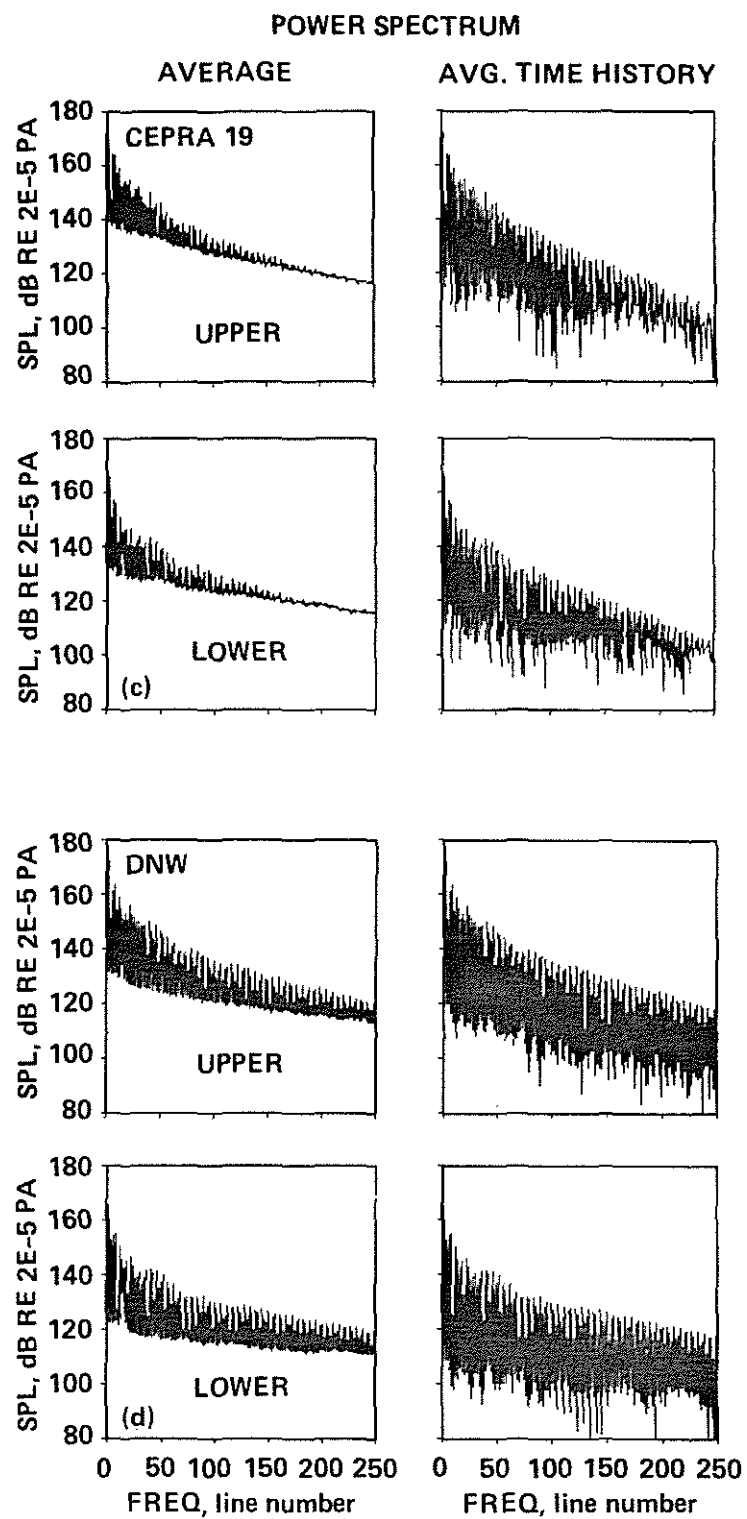 POWER SPECTRUM
AVERAGE
AVG. TIME HISTORY
SPL, dB RE 2E-5 PA
180
160
140
120
100
80
CEPRA 19
UPPER
SPL, dB RE 2E-5 PA
180
160
140
120
100
80
LOWER
(c)
SPL, dB RE 2E-5 PA
180
160
140
120
100
80
DNW
UPPER
SPL, dB RE 2E-5 PA
180
160
140
120
100
80
LOWER
(d)
0 50 100 150 200 250
FREQ, line number
0 50 100 150 200 250
FREQ, line number